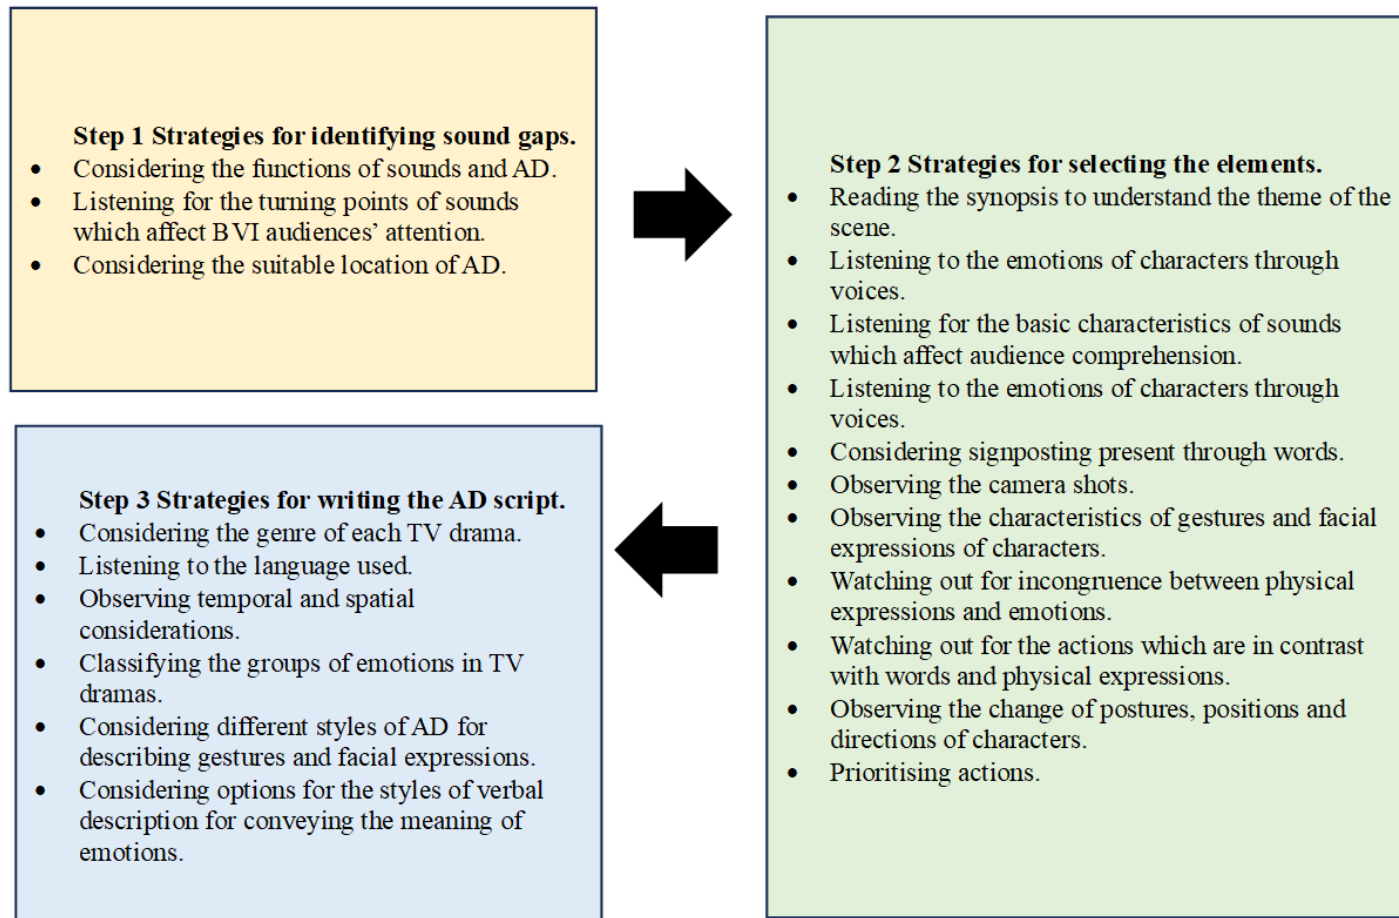 Step 1 Strategies for identifying sound gaps.
• Considering the functions of sounds and AD.
• Listening for the turning points of sounds
which affect BVI audiences’ attention.
• Considering the suitable location of AD.
Step 2 Strategies for selecting the elements.
• Reading the synopsis to understand the theme of the
scene.
• Listening to the emotions of characters through
voices.
• Listening for the basic characteristics of sounds
which affect audience comprehension.
• Listening to the emotions of characters through
voices.
• Considering signposting present through words.
• Observing the camera shots.
• Observing the characteristics of gestures and facial
expressions of characters.
• Watching out for incongruence between physical
expressions and emotions.
• Watching out for the actions which are in contrast
with words and physical expressions.
• Observing the change of postures, positions and
directions of characters.
• Prioritising actions.
Step 3 Strategies for writing the AD script.
• Considering the genre of each TV drama.
• Listening to the language used.
• Observing temporal and spatial
considerations.
• Classifying the groups of emotions in TV
dramas.
• Considering different styles of AD for
describing gestures and facial expressions.
• Considering options for the styles of verbal
description for conveying the meaning of
emotions.